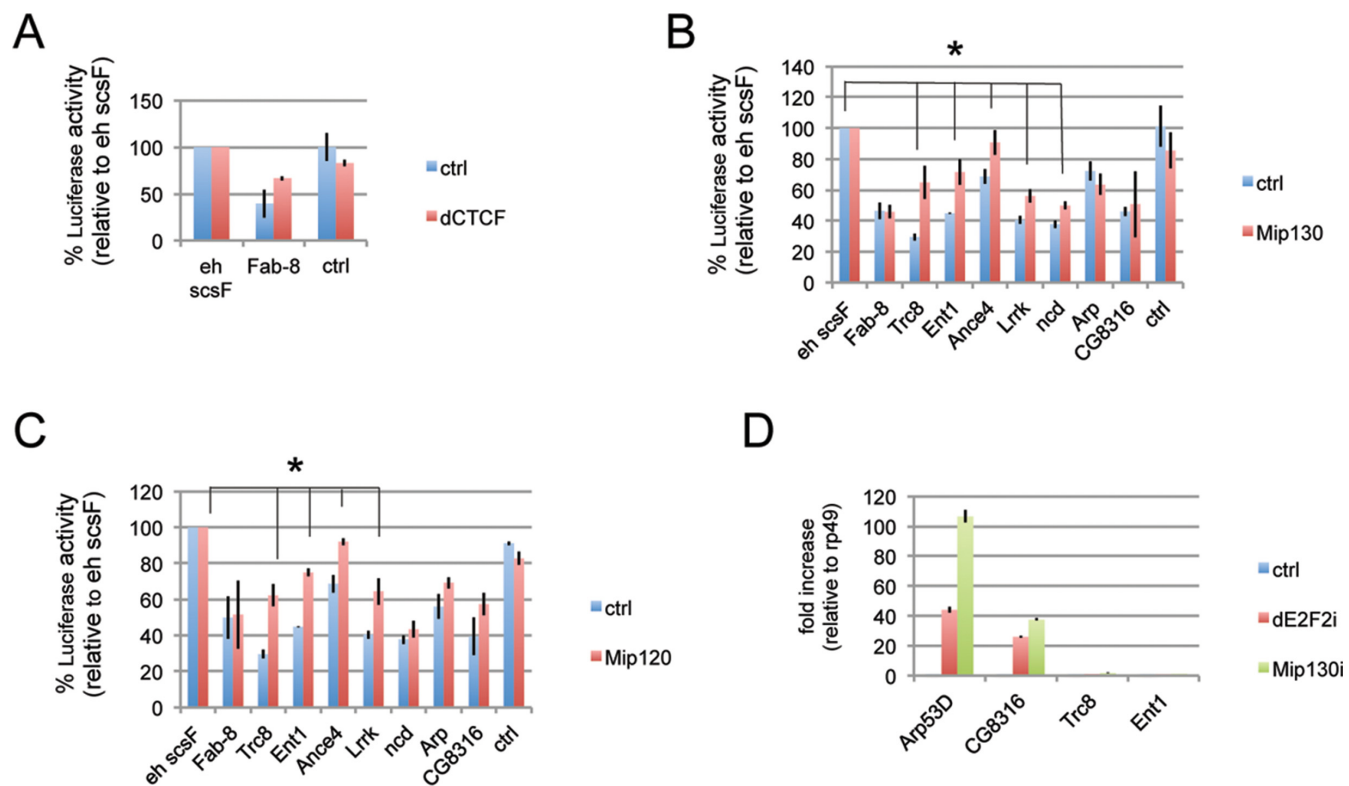 A
% Luciferase activity
(relative to eh scsF)
150
100
50
0
eh
scsF
Fab-8
ctrl
ctrl
dCTCF
B
*
% Luciferase activity
(relative to eh scsF)
140
120
100
80
60
40
20
0
eh scsF
Fab-8
Trc8
Ent1
Ance4
Lrrk
ncd
Arp
CG8316
ctrl
ctrl
Mip130
C
*
% Luciferase activity
(relative to eh scsF)
120
100
80
60
40
20
0
eh scsF
Fab-8
Trc8
Ent1
Ance4
Lrrk
ncd
Arp
CG8316
ctrl
ctrl
Mip120
D
fold increase
(relative to rp49)
120
100
80
60
40
20
0
Arp53D
CG8316
Trc8
Ent1
ctrl
dE2F2i
Mip130i